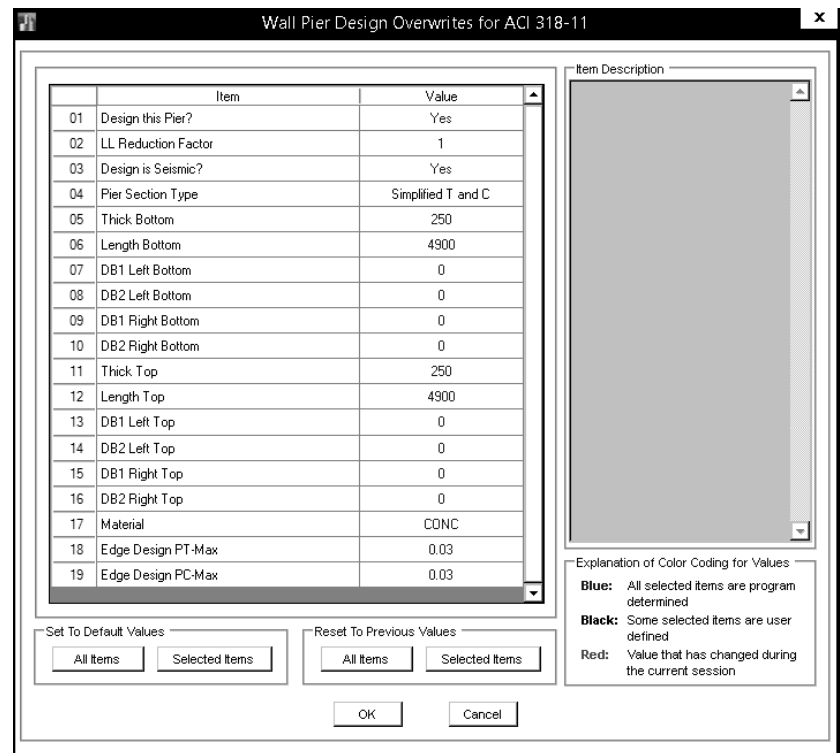 Wall Pier Design Overwrites for ACI 318-11
x
Item Value
01 Design this Pier? Yes
02 LL Reduction Factor 1
03 Design is Seismic? Yes
04 Pier Section Type Simplified T and C
05 Thick Bottom 250
06 Length Bottom 4900
07 DB1 Left Bottom 0
08 DB2 Left Bottom 0
09 DB1 Right Bottom 0
10 DB2 Right Bottom 0
11 Thick Top 250
12 Length Top 4900
13 DB1 Left Top 0
14 DB2 Left Top 0
15 DB1 Right Top 0
16 DB2 Right Top 0
17 Material CONC
18 Edge Design PT-Max 0.03
19 Edge Design PC-Max 0.03
Item Description
Explanation of Color Coding for Values
Blue: All selected items are program
determined
Black: Some selected items are user
defined
Red: Value that has changed during
the current session
Set To Default Values
All Items Selected Items
Reset To Previous Values
All Items Selected Items
OK Cancel